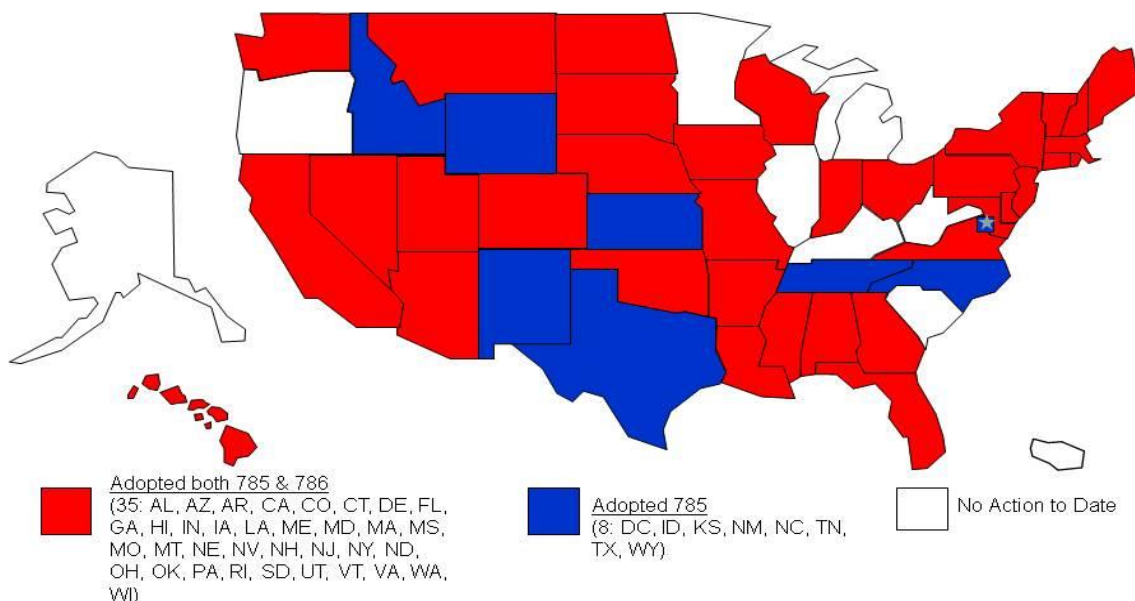 Adopted both 785 & 786
(35: AL, AZ, AR, CA, CO, CT, DE, FL,
GA, HI, IN, IA, LA, ME, MD, MA, MS,
MO, MT, NE, NV, NH, NJ, NY, ND,
OH, OK, PA, RI, SD, UT, VT, VA, WA,
WI)
Adopted 785
(8: DC, ID, KS, NM, NC, TN,
TX, WY)
No Action to Date